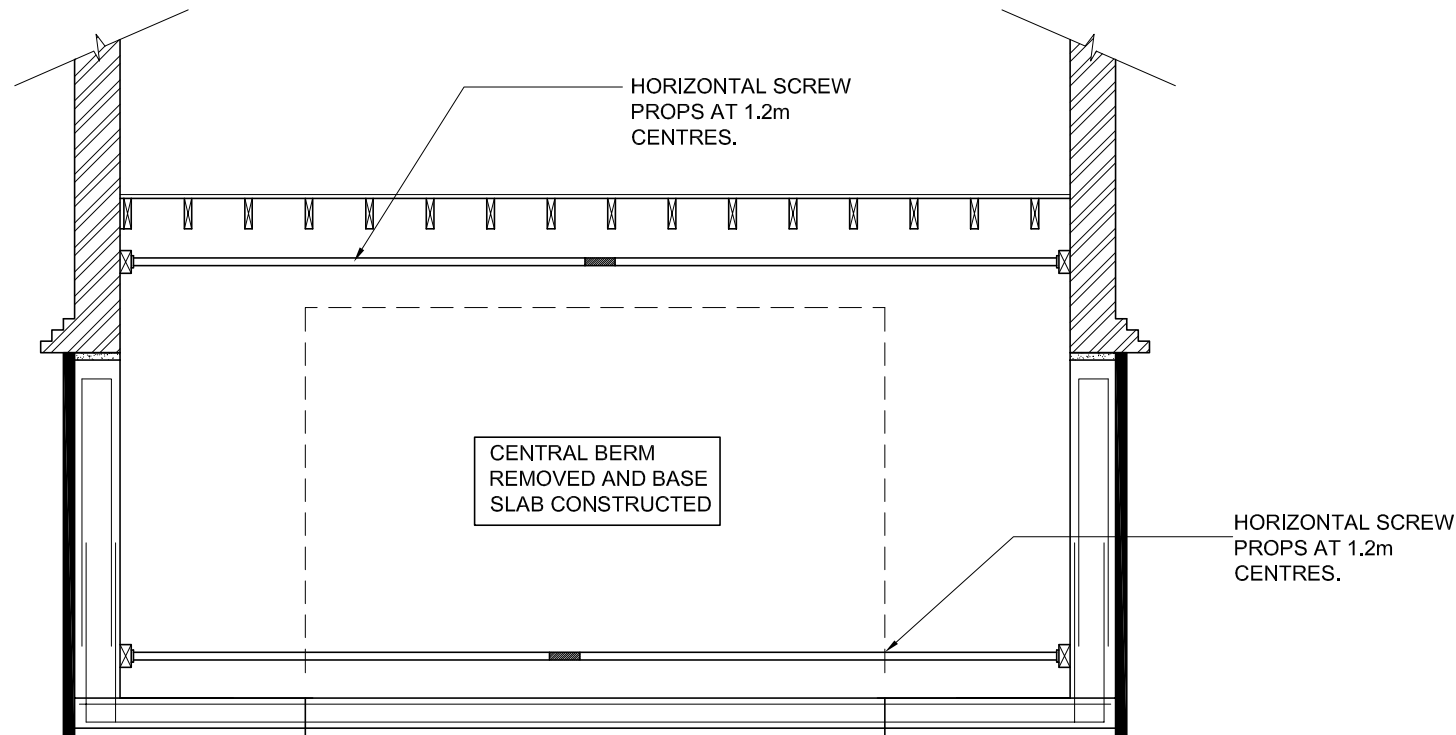 HORIZONTAL SCREW
PROPS AT 1.2m
CENTRES.
CENTRAL BERM
REMOVED AND BASE
SLAB CONSTRUCTED
HORIZONTAL SCREW
PROPS AT 1.2m
CENTRES.